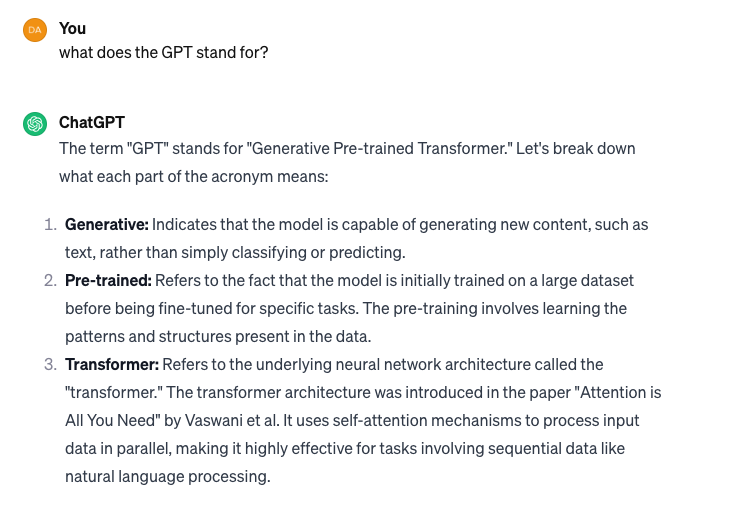 DA
You
what does the GPT stand for?
ChatGPT
The term "GPT" stands for "Generative Pre-trained Transformer." Let's break down
what each part of the acronym means:
1. Generative: Indicates that the model is capable of generating new content, such as
text, rather than simply classifying or predicting.
2. Pre-trained: Refers to the fact that the model is initially trained on a large dataset
before being fine-tuned for specific tasks. The pre-training involves learning the
patterns and structures present in the data.
3. Transformer: Refers to the underlying neural network architecture called the
"transformer." The transformer architecture was introduced in the paper "Attention is
All You Need" by Vaswani et al. It uses self-attention mechanisms to process input
data in parallel, making it highly effective for tasks involving sequential data like
natural language processing.